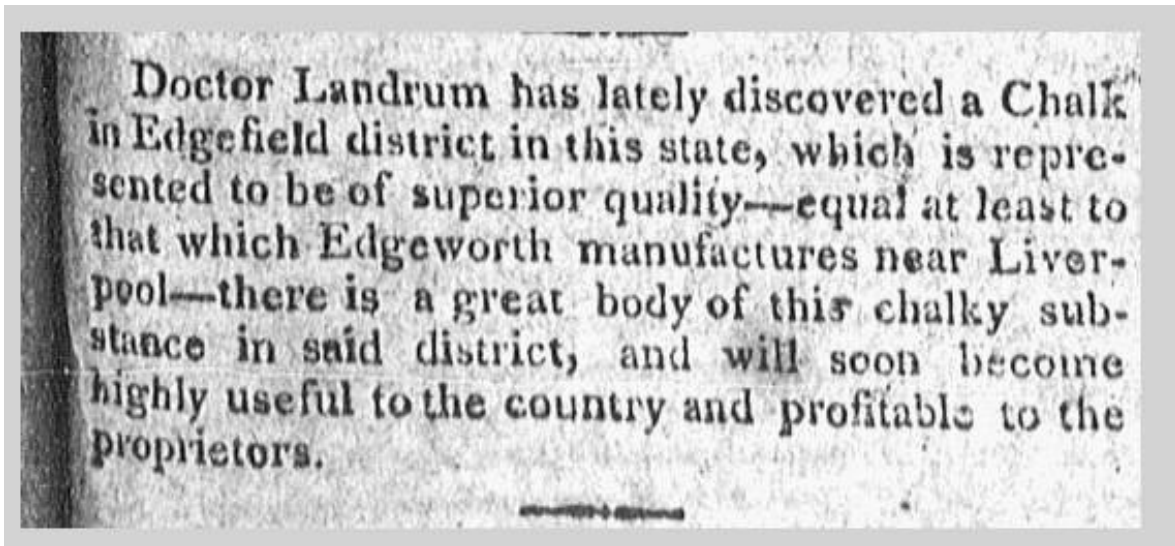 Doctor Landrum has lately discovered a Chalk
in Edgefield district in this state, which is repre-
sented to be of superior quality—equal at least to
that which Edgeworth manufactures near Liver-
pool—there is a great body of this chalky sub-
stance in said district, and will soon become
highly useful to the country and profitable to the
proprietors.